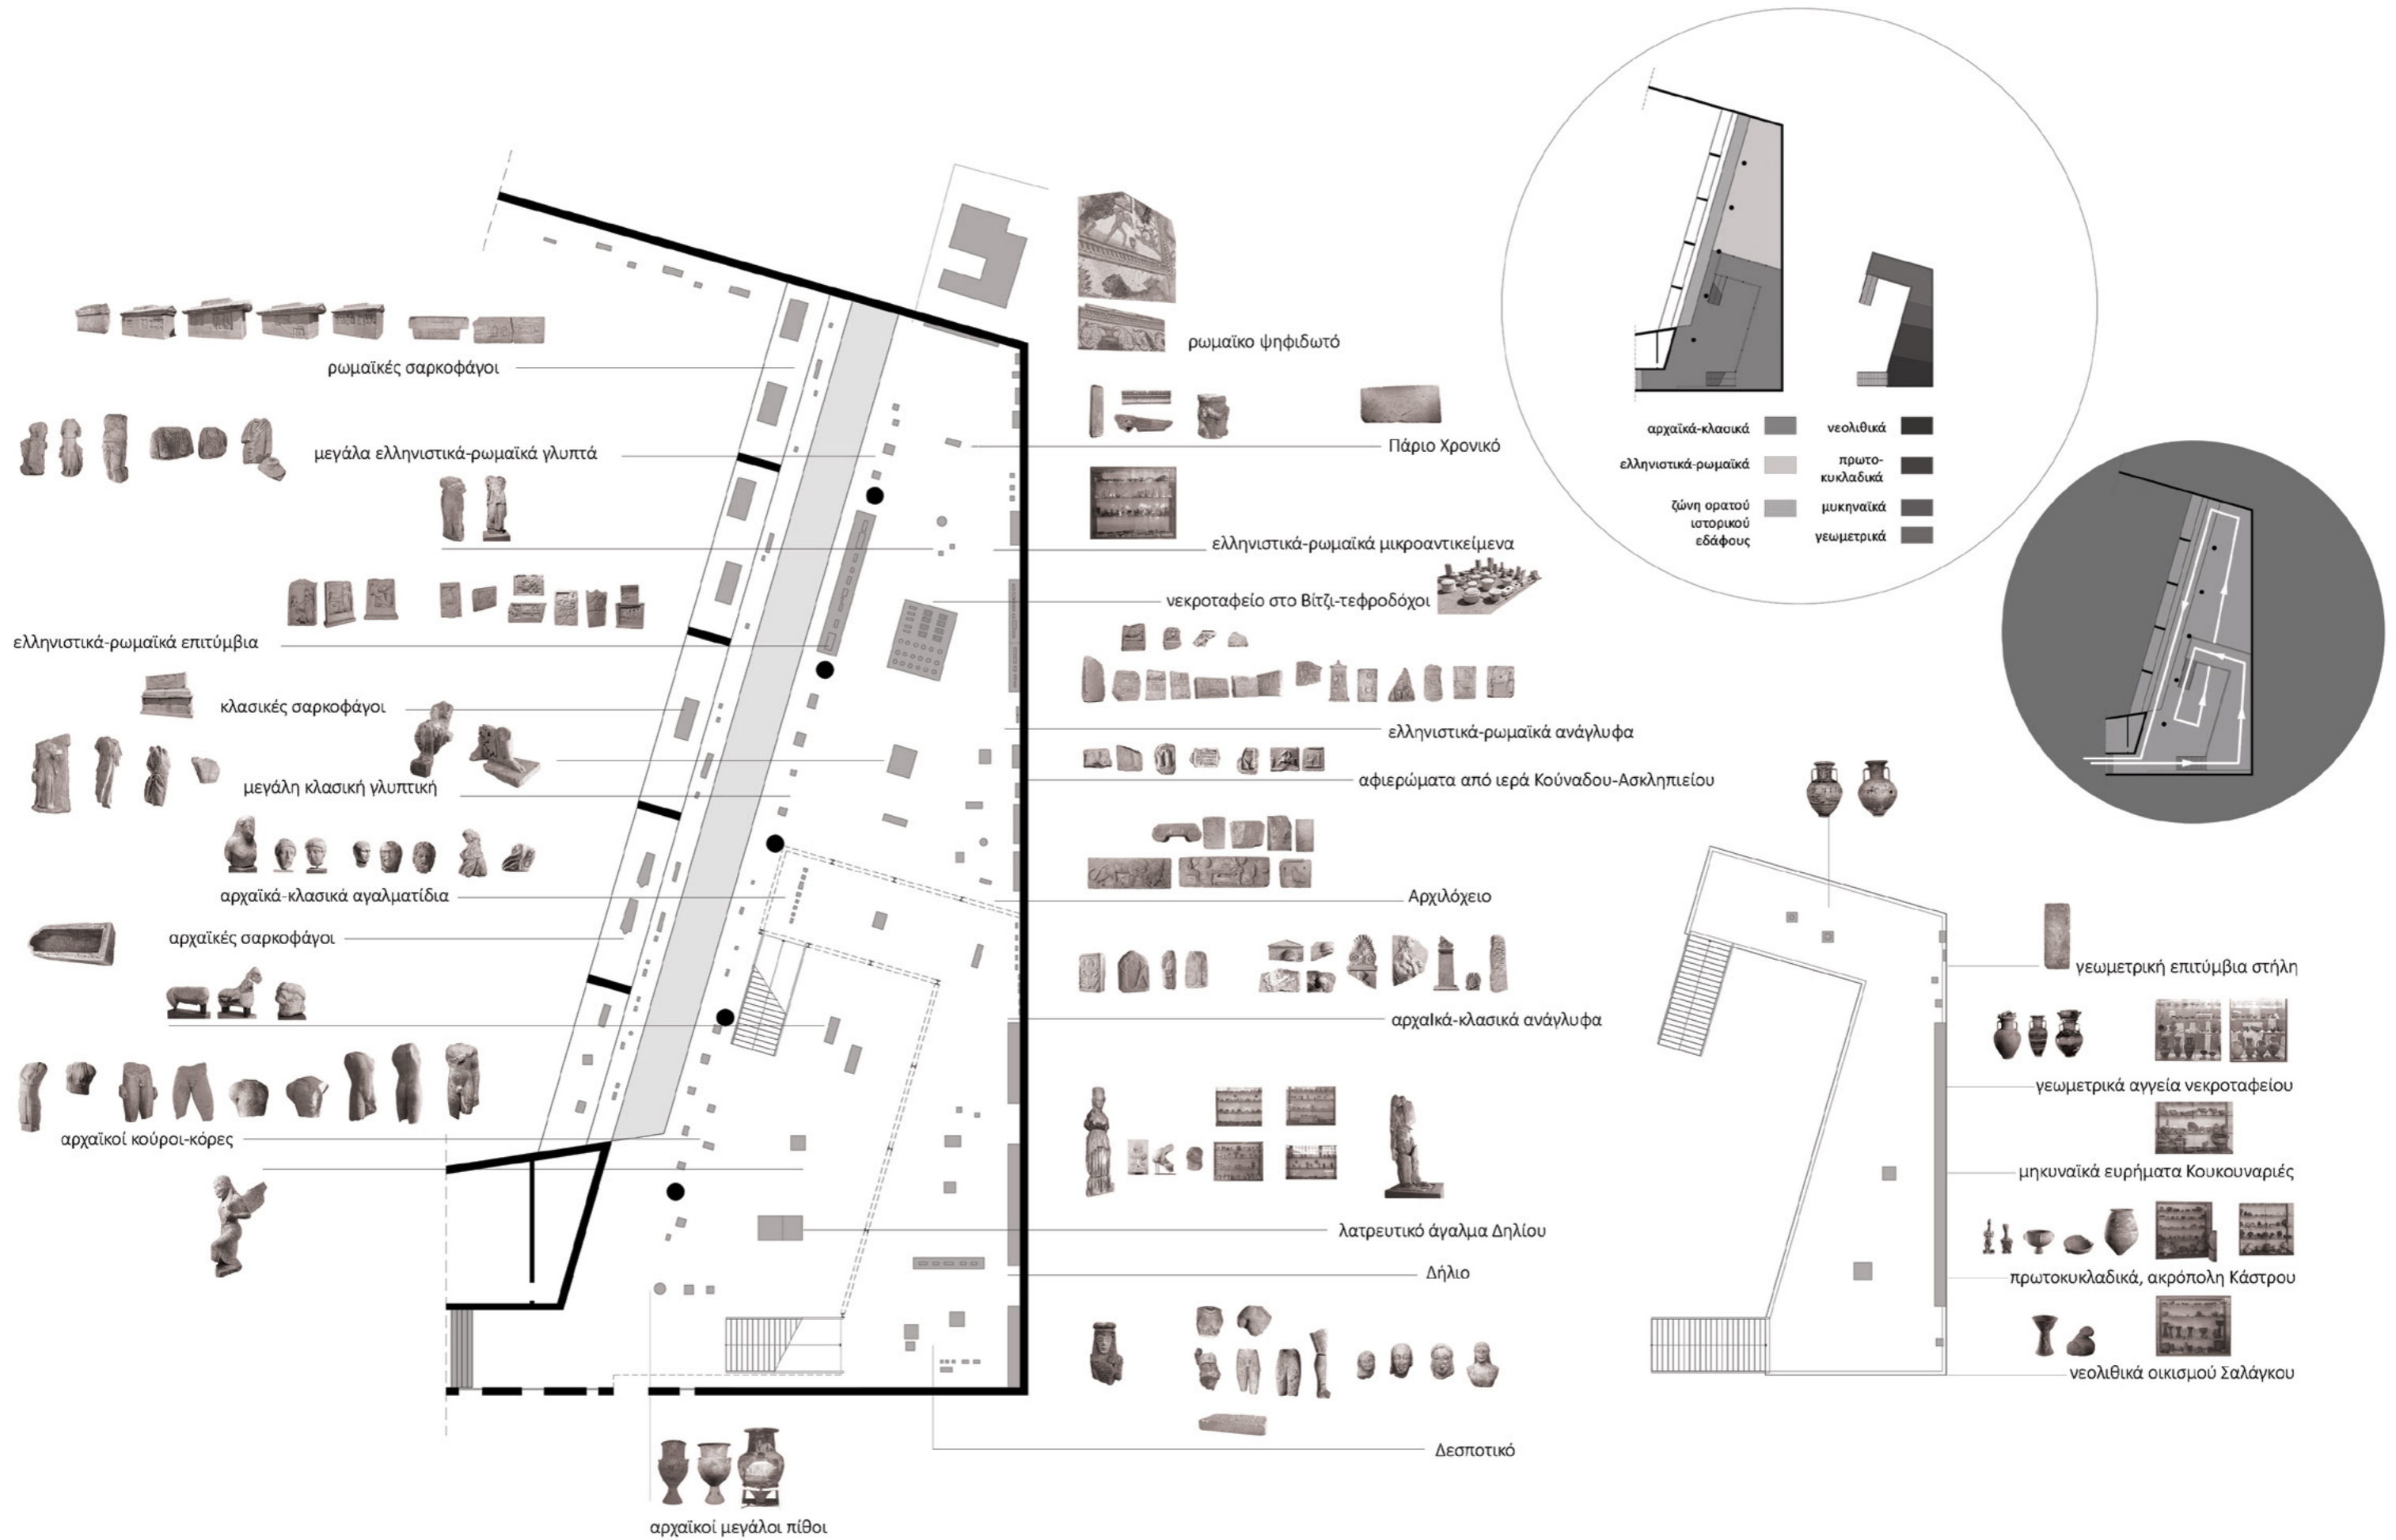 ρωμαϊκές σαρκοφάγοι
μεγάλα ελληνιστικά-ρωμαϊκά γλυπτά
ελληνιστικά-ρωμαϊκά επιτύμβια
κλασικές σαρκοφάγοι
μεγάλη κλασική γλυπτική
αρχαϊκά-κλασικά αγαλματίδια
αρχαϊκές σαρκοφάγοι
αρχαϊκοί κούροι-κόρες
αρχαϊκοί μεγάλοι πίθοι
ρωμαϊκο ψηφιδωτό
Πάριο Χρονικό
ελληνιστικά-ρωμαϊκά μικροαντικείμενα
νεκροταφείο στο Βίτζι-τεφροδόχοι
ελληνιστικά-ρωμαϊκά ανάγλυφα
αφιερώματα από ιερά Κούναδου-Ασκληπιείου
Αρχιλόχειο
αρχαΙκά-κλασικά ανάγλυφα
λατρευτικό άγαλμα Δηλίου
Δήλιο
Δεσποτικό
αρχαϊκά-κλασικά
ελληνιστικά-ρωμαϊκά
ζώνη ορατού
ιστορικού
εδάφους
νεολιθικά
πρωτο-
κυκλαδικά
μυκηναϊκά
γεωμετρικά
γεωμετρική επιτύμβια στήλη
γεωμετρικά αγγεία νεκροταφείου
μηκυναϊκά ευρήματα Κουκουναριές
πρωτοκυκλαδικά, ακρόπολη Κάστρου
νεολιθικά οικισμού Σαλάγκου